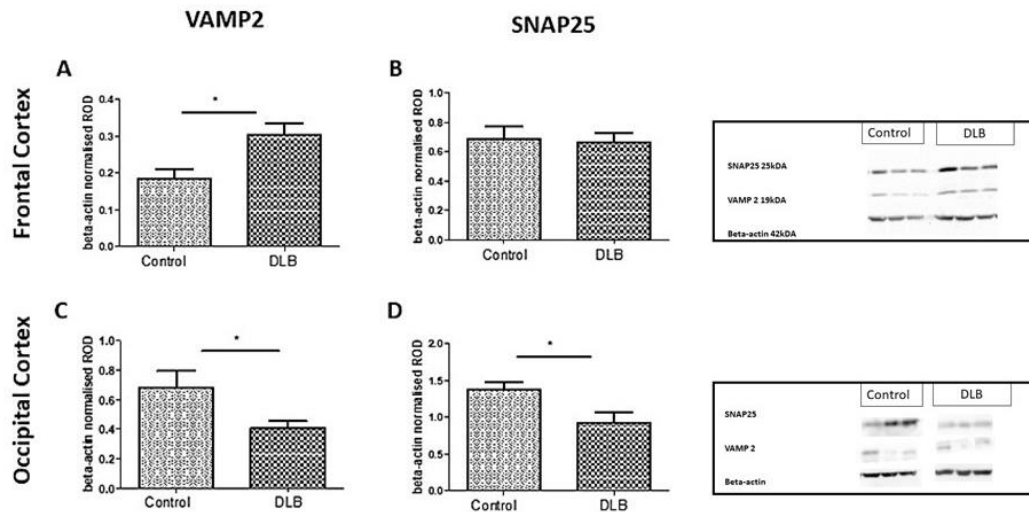 VAMP2
SNAP25
Frontal Cortex
A
*
beta-actin normalised ROD
0.4
0.3
0.2
0.1
0.0
Control
DLB
B
beta-actin normalised ROD
1.0
0.8
0.6
0.4
0.2
0.0
Control
DLB
Control
DLB
SNAP25 25kDA
VAMP 2 19kDA
Beta-actin 42kDA
Occipital Cortex
C
*
beta-actin normalised ROD
1.0
0.8
0.6
0.4
0.2
0.0
Control
DLB
D
*
beta-actin normalised ROD
2.0
1.5
1.0
0.5
0.0
Control
DLB
Control
DLB
SNAP25
VAMP 2
Beta-actin